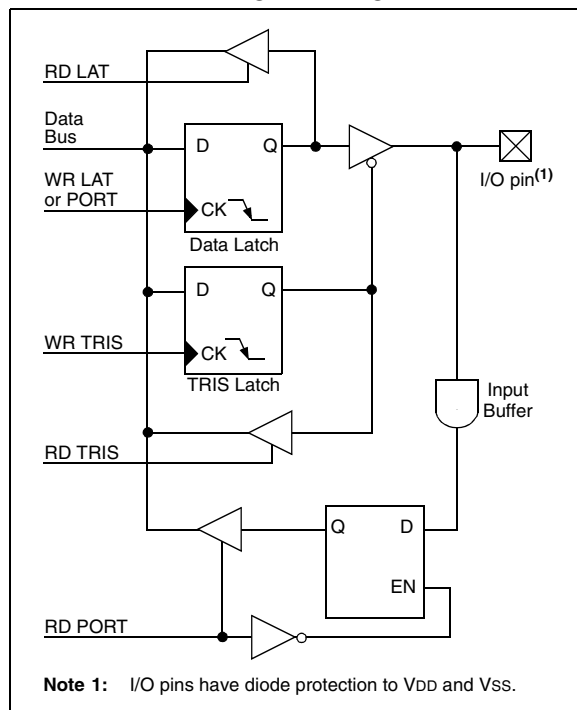 RD LAT
Data
Bus
D Q
WR LAT
or PORT
CK
Data Latch
I/O pin(1)
D Q
WR TRIS
CK
TRIS Latch
Input
Buffer
RD TRIS
Q D
EN
RD PORT
Note 1: I/O pins have diode protection to VDD and VSS.